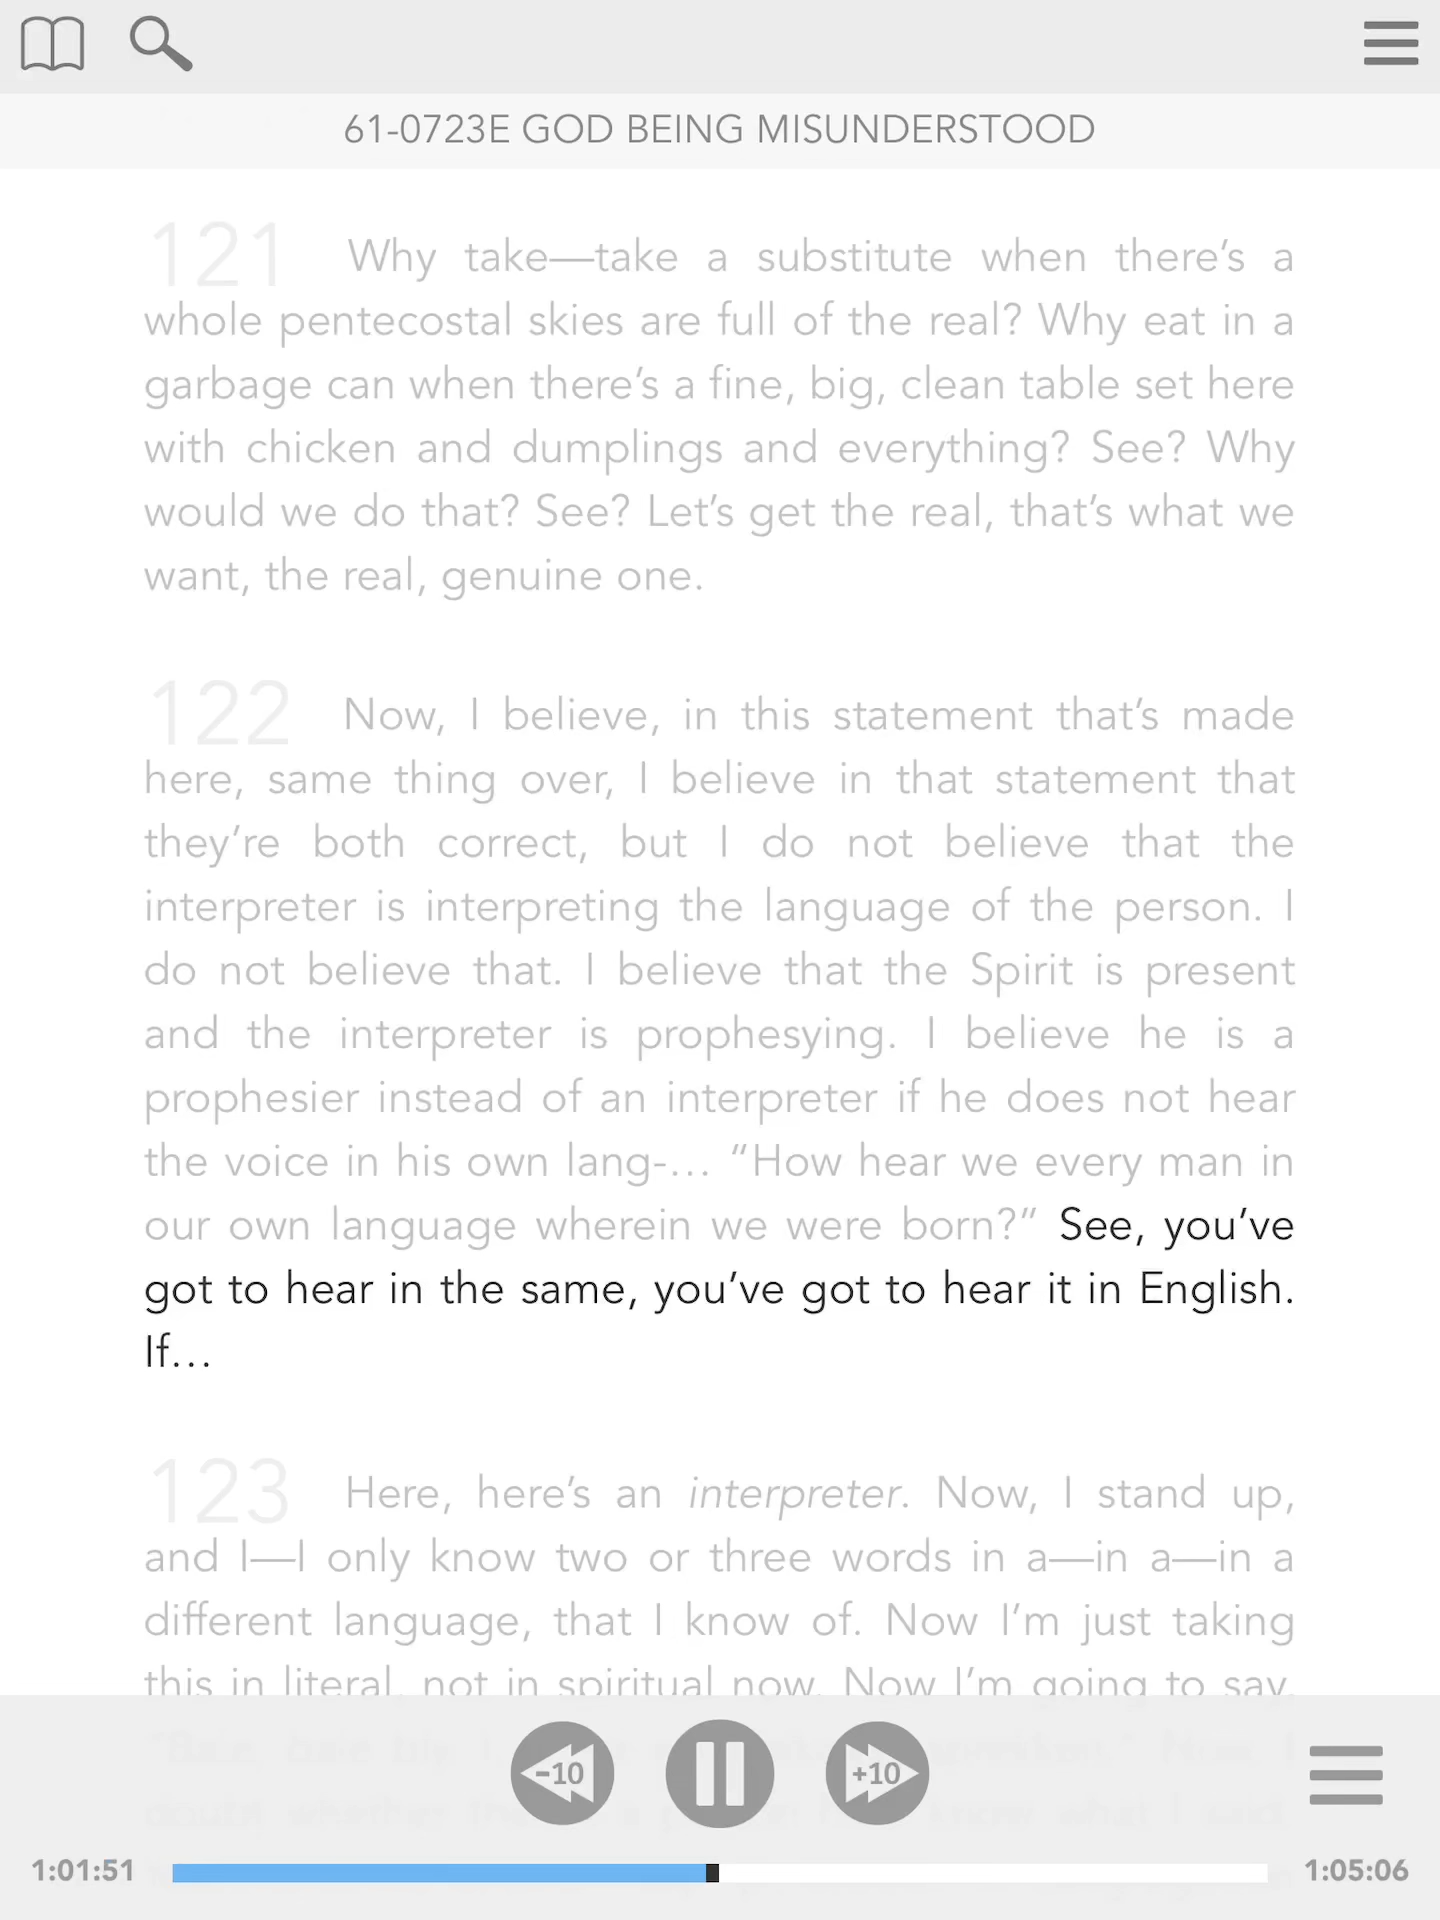 61-0723E GOD BEING MISUNDERSTOOD
121 Why take—take a substitute when there’s a
whole pentecostal skies are full of the real? Why eat in a
garbage can when there’s a fine, big, clean table set here
with chicken and dumplings and everything? See? Why
would we do that? See? Let’s get the real, that’s what we
want, the real, genuine one.
122 Now, I believe, in this statement that’s made
here, same thing over, I believe in that statement that
they’re both correct, but I do not believe that the
interpreter is interpreting the language of the person. I
do not believe that. I believe that the Spirit is present
and the interpreter is prophesying. I believe he is a
prophesier instead of an interpreter if he does not hear
the voice in his own lang-… “How hear we every man in
our own language wherein we were born?” See, you’ve
got to hear in the same, you’ve got to hear it in English.
If…
123 Here, here’s an interpreter. Now, I stand up,
and I—I only know two or three words in a—in a—in a
different language, that I know of. Now I’m just taking
this in literal, not in spiritual now. Now I’m going to say,
-10 +10
1:01:51 1:05:06